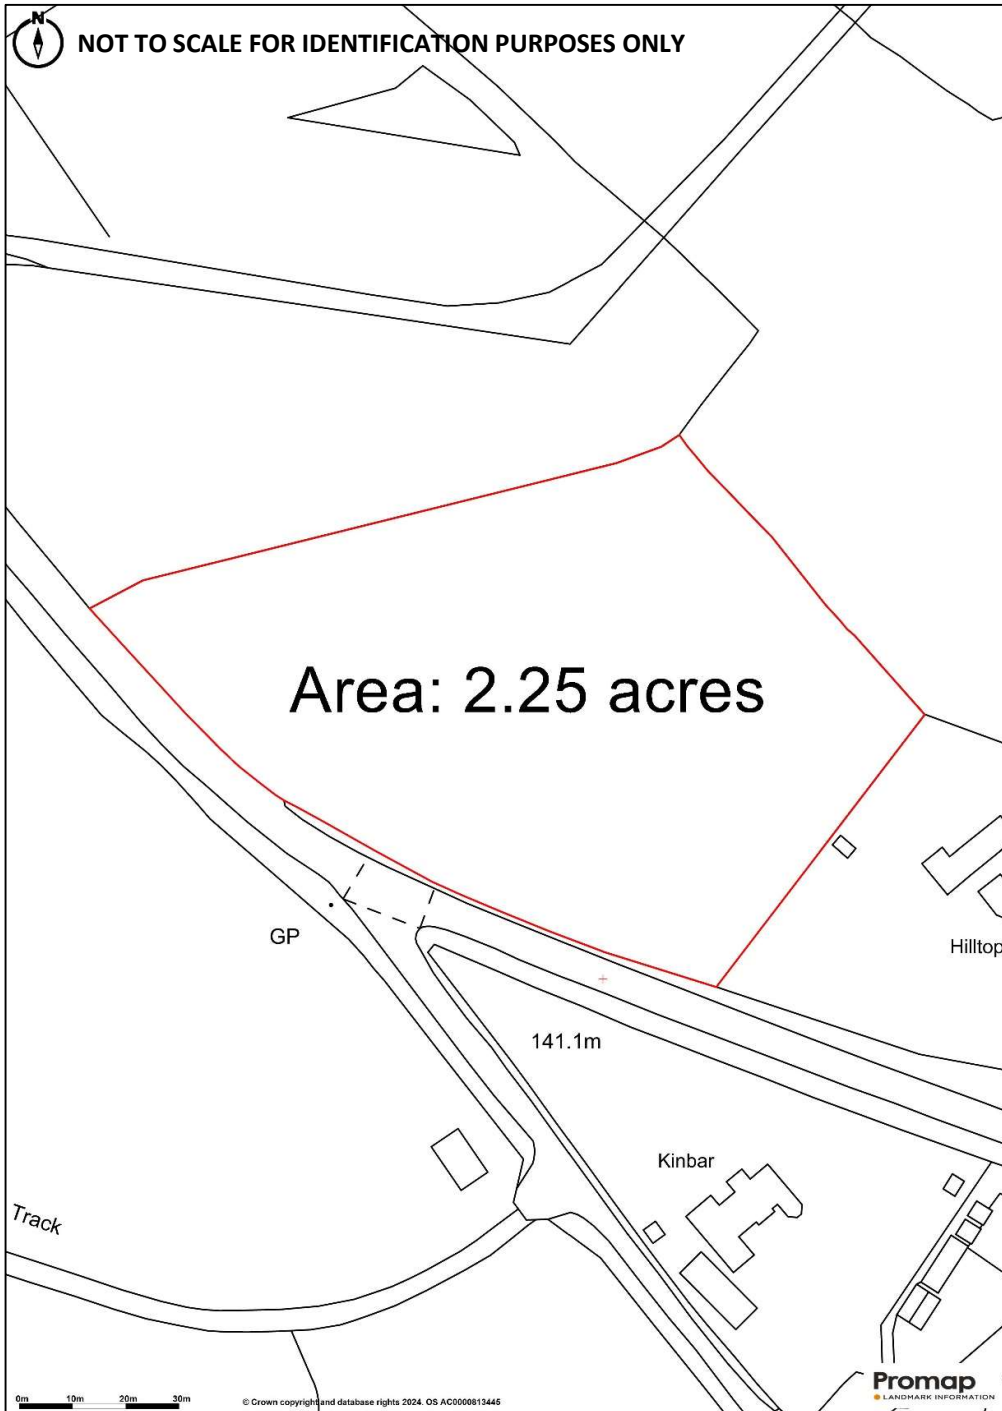 N
NOT TO SCALE FOR IDENTIFICATION PURPOSES ONLY
Area: 2.25 acres
GP
Hilltop
141.1m
Kinbar
Track
0m 10m 20m 30m
© Crown copyright and database rights 2024. OS AC0000813445
Promap
LANDMARK INFORMATION